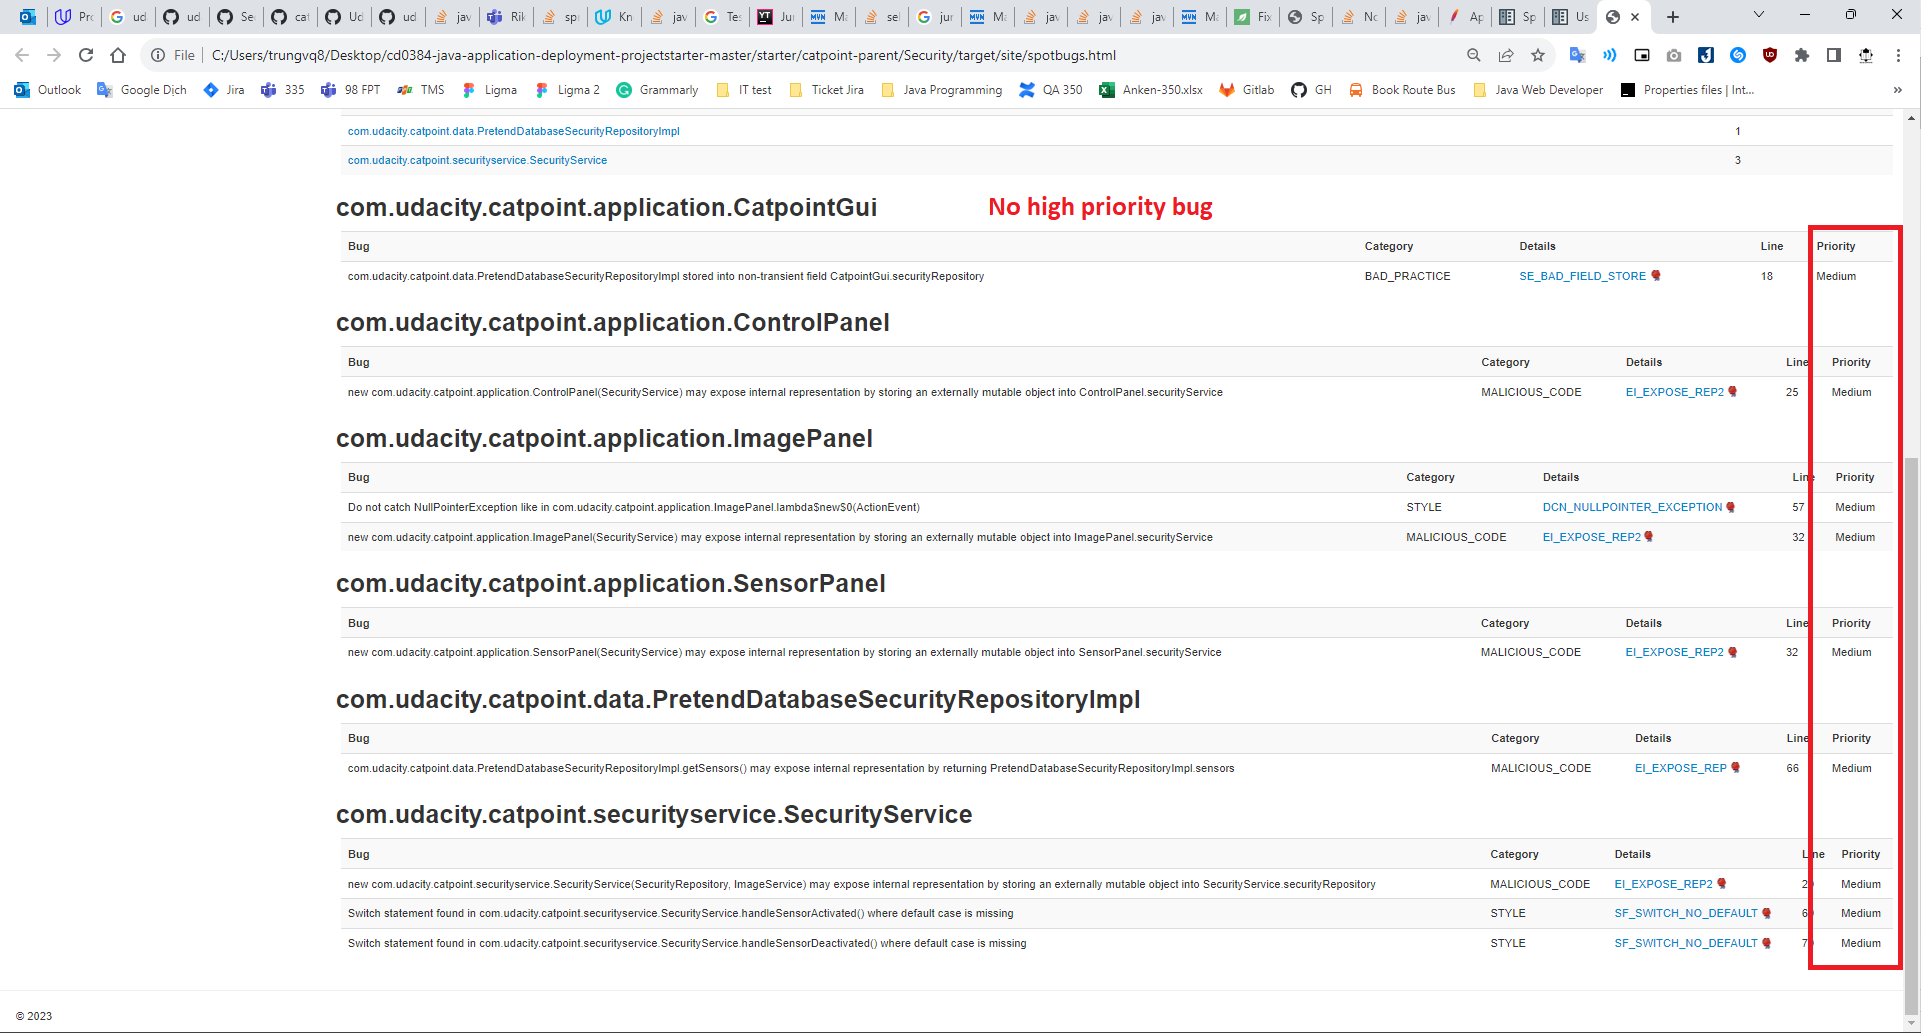 Pr
ud
ud
Se
cat
Ud
ud
jav
Rik
spr
Kn
jav
Tes
Jur
Ma
sel
jur
Ma
jav
jav
jav
Ma
Fix
Sp
No
jav
Ap
Sp
Us
File | C:/Users/trungvq8/Desktop/cd0384-java-application-deployment-projectstarter-master/starter/catpoint-parent/Security/target/site/spotbugs.html
Outlook Google Dịch Jira 335 98 FPT TMS Ligma Ligma 2 Grammarly IT test Ticket Jira Java Programming QA 350 Anken-350.xlsx Gitlab GH Book Route Bus Java Web Developer Properties files | Int... »
com.udacity.catpoint.data.PretendDatabaseSecurityRepositoryImpl 1
com.udacity.catpoint.securityservice.SecurityService 3
com.udacity.catpoint.application.CatpointGui No high priority bug
Bug Category Details Line Priority
com.udacity.catpoint.data.PretendDatabaseSecurityRepositoryImpl stored into non-transient field CatpointGui.securityRepository BAD_PRACTICE SE_BAD_FIELD_STORE 18 Medium
com.udacity.catpoint.application.ControlPanel
Bug Category Details Line Priority
new com.udacity.catpoint.application.ControlPanel(SecurityService) may expose internal representation by storing an externally mutable object into ControlPanel.securityService MALICIOUS_CODE EI_EXPOSE_REP2 25 Medium
com.udacity.catpoint.application.ImagePanel
Bug Category Details Line Priority
Do not catch NullPointerException like in com.udacity.catpoint.application.ImagePanel.lambda$new$0(ActionEvent) STYLE DCN_NULLPOINTER_EXCEPTION 57 Medium
new com.udacity.catpoint.application.ImagePanel(SecurityService) may expose internal representation by storing an externally mutable object into ImagePanel.securityService MALICIOUS_CODE EI_EXPOSE_REP2 32 Medium
com.udacity.catpoint.application.SensorPanel
Bug Category Details Line Priority
new com.udacity.catpoint.application.SensorPanel(SecurityService) may expose internal representation by storing an externally mutable object into SensorPanel.securityService MALICIOUS_CODE EI_EXPOSE_REP2 32 Medium
com.udacity.catpoint.data.PretendDatabaseSecurityRepositoryImpl
Bug Category Details Line Priority
com.udacity.catpoint.data.PretendDatabaseSecurityRepositoryImpl.getSensors() may expose internal representation by returning PretendDatabaseSecurityRepositoryImpl.sensors MALICIOUS_CODE EI_EXPOSE_REP 66 Medium
com.udacity.catpoint.securityservice.SecurityService
Bug Category Details Line Priority
new com.udacity.catpoint.securityservice.SecurityService(SecurityRepository, ImageService) may expose internal representation by storing an externally mutable object into SecurityService.securityRepository MALICIOUS_CODE EI_EXPOSE_REP2 Medium
Switch statement found in com.udacity.catpoint.securityservice.SecurityService.handleSensorActivated() where default case is missing STYLE SF_SWITCH_NO_DEFAULT Medium
Switch statement found in com.udacity.catpoint.securityservice.SecurityService.handleSensorDeactivated() where default case is missing STYLE SF_SWITCH_NO_DEFAULT Medium
© 2023